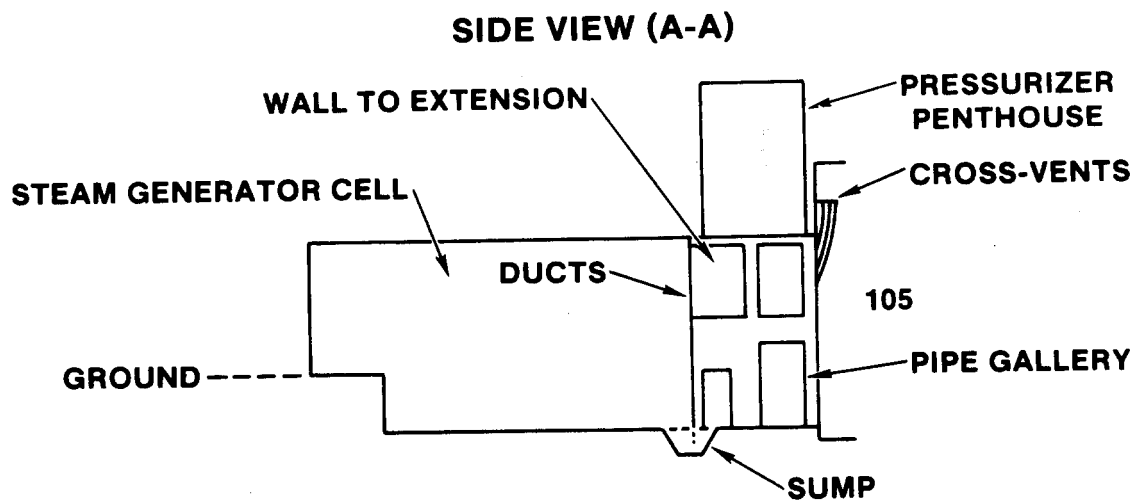 SIDE VIEW (A-A)
WALL TO EXTENSION
PRESSURIZER
PENTHOUSE
STEAM GENERATOR CELL
CROSS-VENTS
DUCTS
105
GROUND
PIPE GALLERY
SUMP